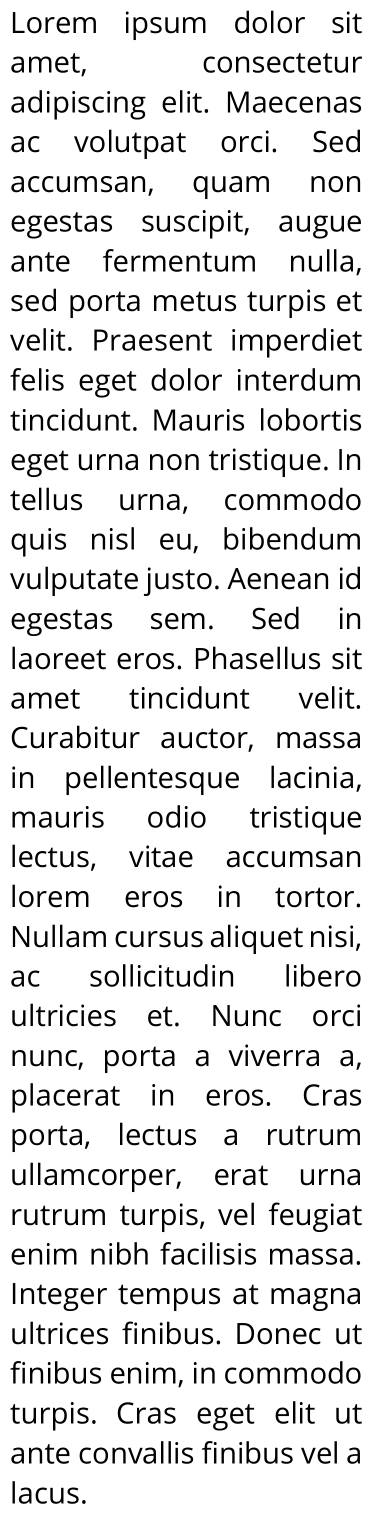 Lorem ipsum dolor sit
amet, consectetur
adipiscing elit. Maecenas
ac volutpat orci. Sed
accumsan, quam non
egestas suscipit, augue
ante fermentum nulla,
sed porta metus turpis et
velit. Praesent imperdiet
felis eget dolor interdum
tincidunt. Mauris lobortis
eget urna non tristique. In
tellus urna, commodo
quis nisl eu, bibendum
vulputate justo. Aenean id
egestas sem. Sed in
laoreet eros. Phasellus sit
amet tincidunt velit.
Curabitur auctor, massa
in pellentesque lacinia,
mauris odio tristique
lectus, vitae accumsan
lorem eros in tortor.
Nullam cursus aliquet nisi,
ac sollicitudin libero
ultricies et. Nunc orci
nunc, porta a viverra a,
placerat in eros. Cras
porta, lectus a rutrum
ullamcorper, erat urna
rutrum turpis, vel feugiat
enim nibh facilisis massa.
Integer tempus at magna
ultrices finibus. Donec ut
finibus enim, in commodo
turpis. Cras eget elit ut
ante convallis finibus vel a
lacus.